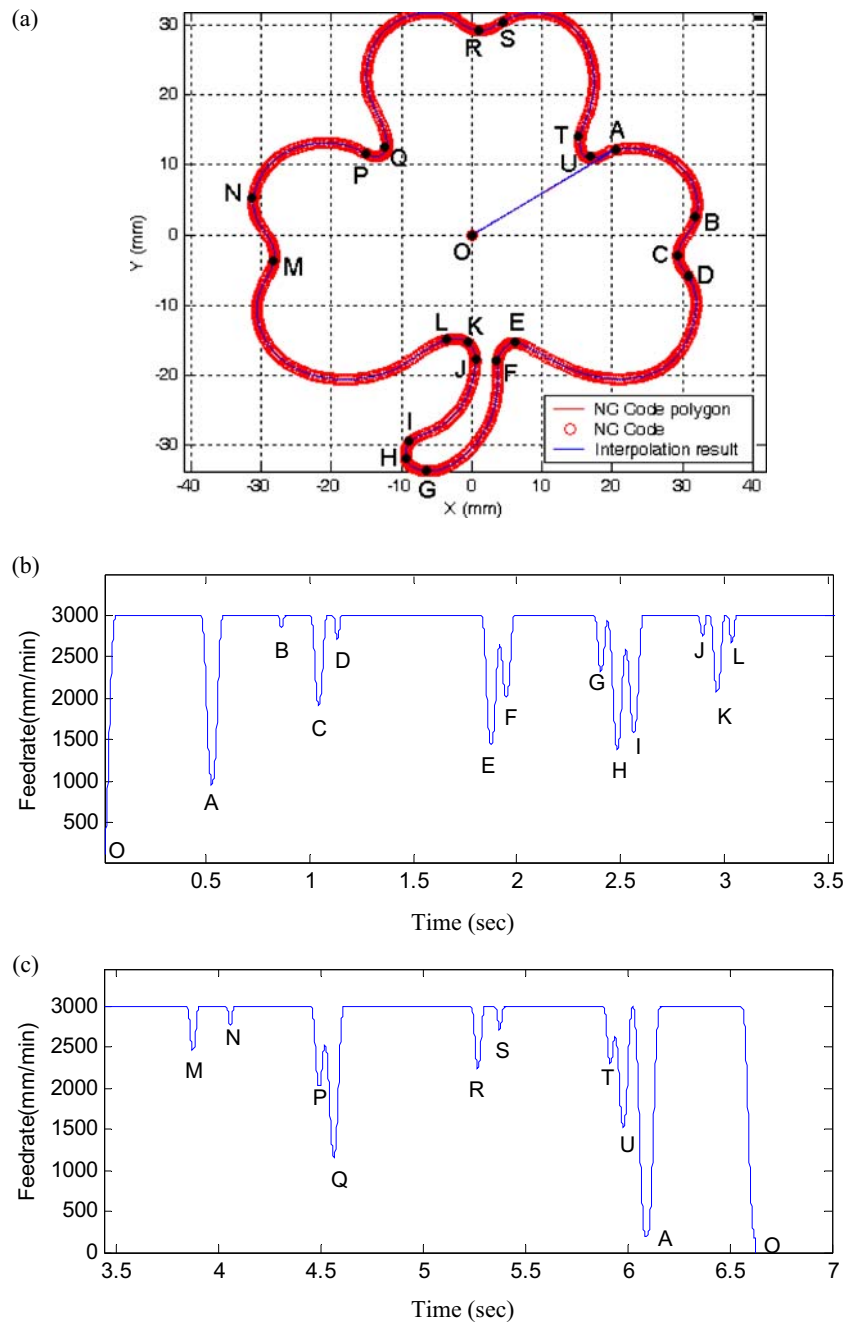 (a)
30
20
10
0
-10
-20
-30
Y (mm)
R
S
T
A
U
Q
P
N
B
O
C
M
D
L
K
E
J
F
I
H
G
NC Code polygon
NC Code
Interpolation result
-40
-30
-20
-10
0
10
20
30
40
X (mm)
(b)
3000
2500
2000
1500
1000
500
Feedrate(mm/min)
O
A
B
C
D
E
F
G
H
I
J
K
L
0.5
1
1.5
2
2.5
3
3.5
Time (sec)
(c)
3000
2500
2000
1500
1000
500
0
Feedrate(mm/min)
M
N
P
Q
R
S
T
U
A
O
3.5
4
4.5
5
5.5
6
6.5
7
Time (sec)